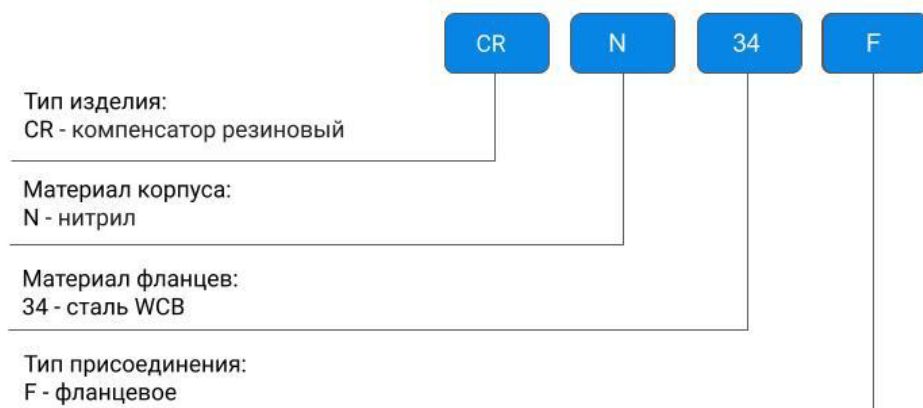 CR N 34 F
Тип изделия:
CR - компенсатор резиновый
Материал корпуса:
N - нитрил
Материал фланцев:
34 - сталь WCB
Тип присоединения:
F - фланцевое